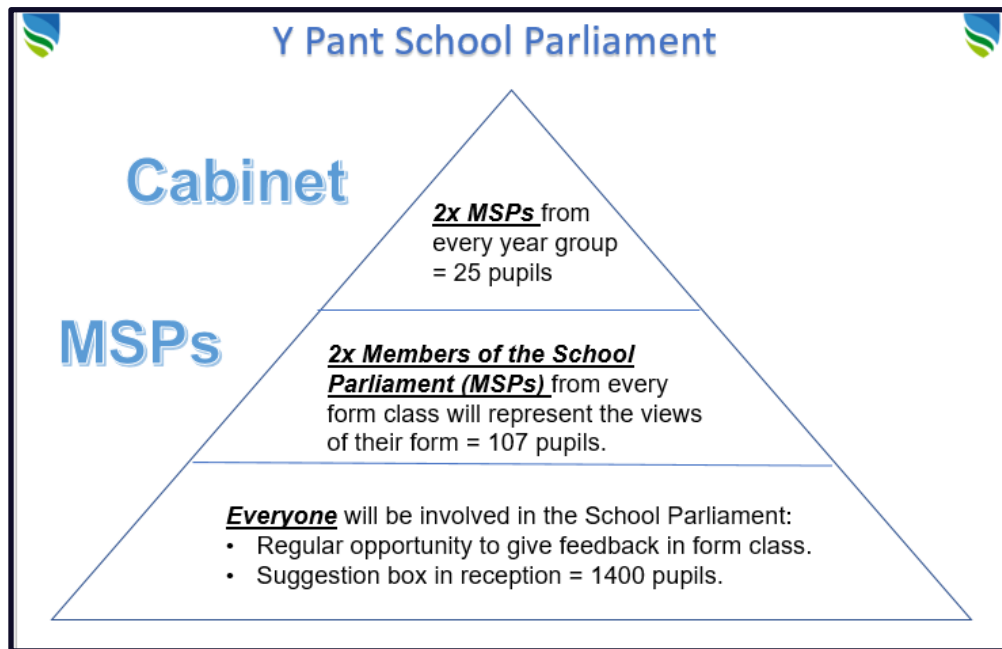 Y Pant School Parliament
Cabinet
2x MSPs from
every year group
= 25 pupils
MSPs
2x Members of the School
Parliament (MSPs) from every
form class will represent the views
of their form = 107 pupils.
Everyone will be involved in the School Parliament:
• Regular opportunity to give feedback in form class.
• Suggestion box in reception = 1400 pupils.